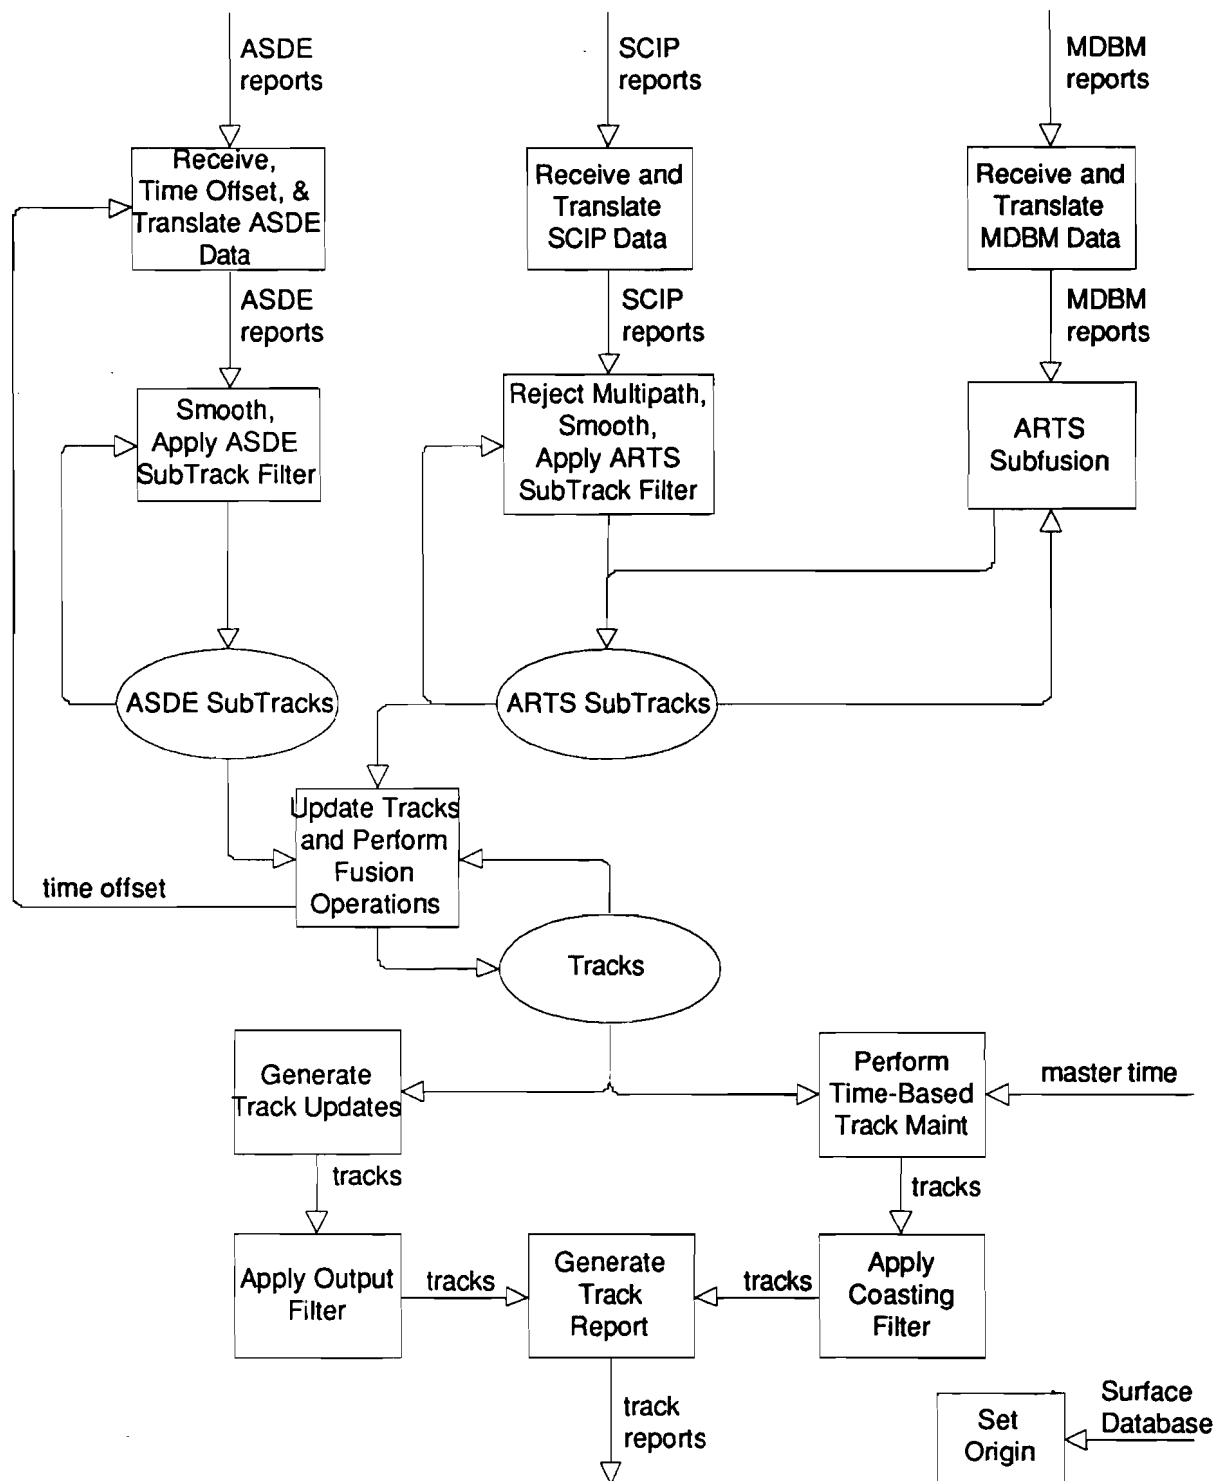 ASDE
reports
SCIP
reports
MDBM
reports
Receive,
Time Offset, &
Translate ASDE
Data
Receive and
Translate
SCIP Data
Receive and
Translate
MDBM Data
ASDE
reports
SCIP
reports
MDBM
reports
Smooth,
Apply ASDE
SubTrack Filter
Reject Multipath,
Smooth,
Apply ARTS
SubTrack Filter
ARTS
Subfusion
ASDE SubTracks
ARTS SubTracks
Update Tracks
and Perform
Fusion
Operations
time offset
Tracks
Generate
Track Updates
Perform
Time-Based
Track Maint
master time
tracks
tracks
Apply Output
Filter
tracks
Generate
Track
Report
tracks
Apply
Coasting
Filter
track
reports
Set
Origin
Surface
Database